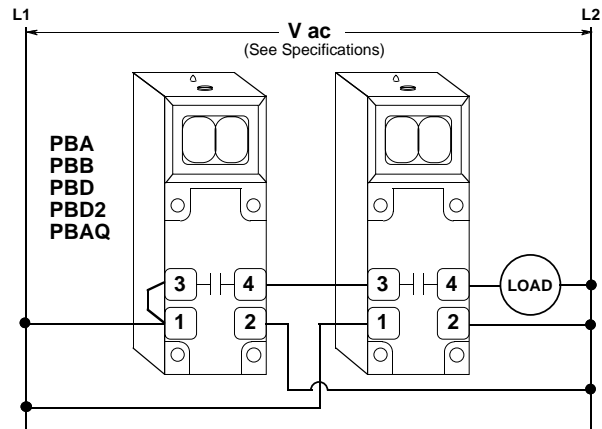 L1
L2
V ac
(See Specifications)
PBA
PBB
PBD
PBD2
PBAQ
3 4 3 4 LOAD
1 2 1 2